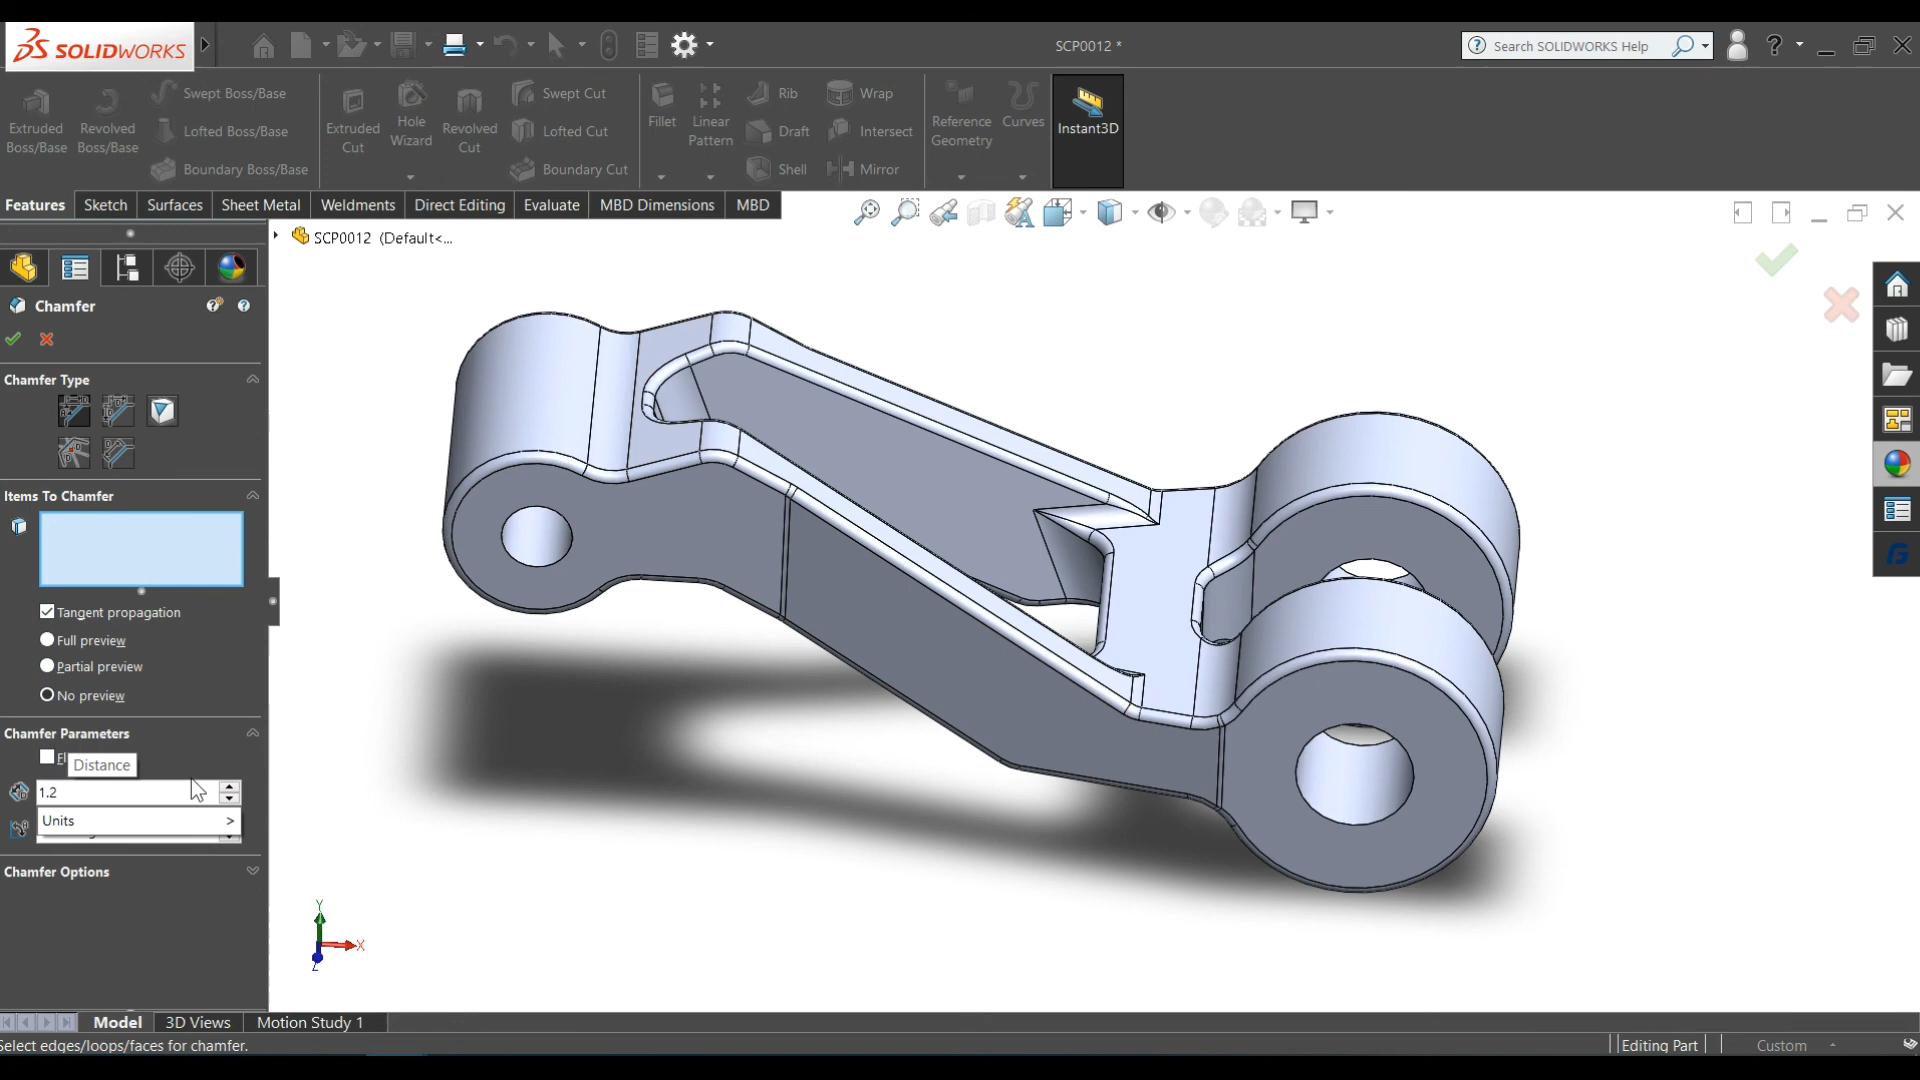 SOLIDWORKS
SCP0012 *
Search SOLIDWORKS Help
Extruded Boss/Base
Revolved Boss/Base
Swept Boss/Base
Lofted Boss/Base
Boundary Boss/Base
Extruded Cut
Hole Wizard
Revolved Cut
Swept Cut
Lofted Cut
Boundary Cut
Fillet
Linear Pattern
Rib
Draft
Shell
Wrap
Intersect
Mirror
Reference Geometry
Curves
Instant3D
Features
Sketch
Surfaces
Sheet Metal
Weldments
Direct Editing
Evaluate
MBD Dimensions
MBD
SCP0012 (Default<...
Chamfer
Chamfer Type
Items To Chamfer
Tangent propagation
Full preview
Partial preview
No preview
Chamfer Parameters
Distance
1.2
Units >
Chamfer Options
Y
X
Z
Model
3D Views
Motion Study 1
Select edges/loops/faces for chamfer.
Editing Part
Custom